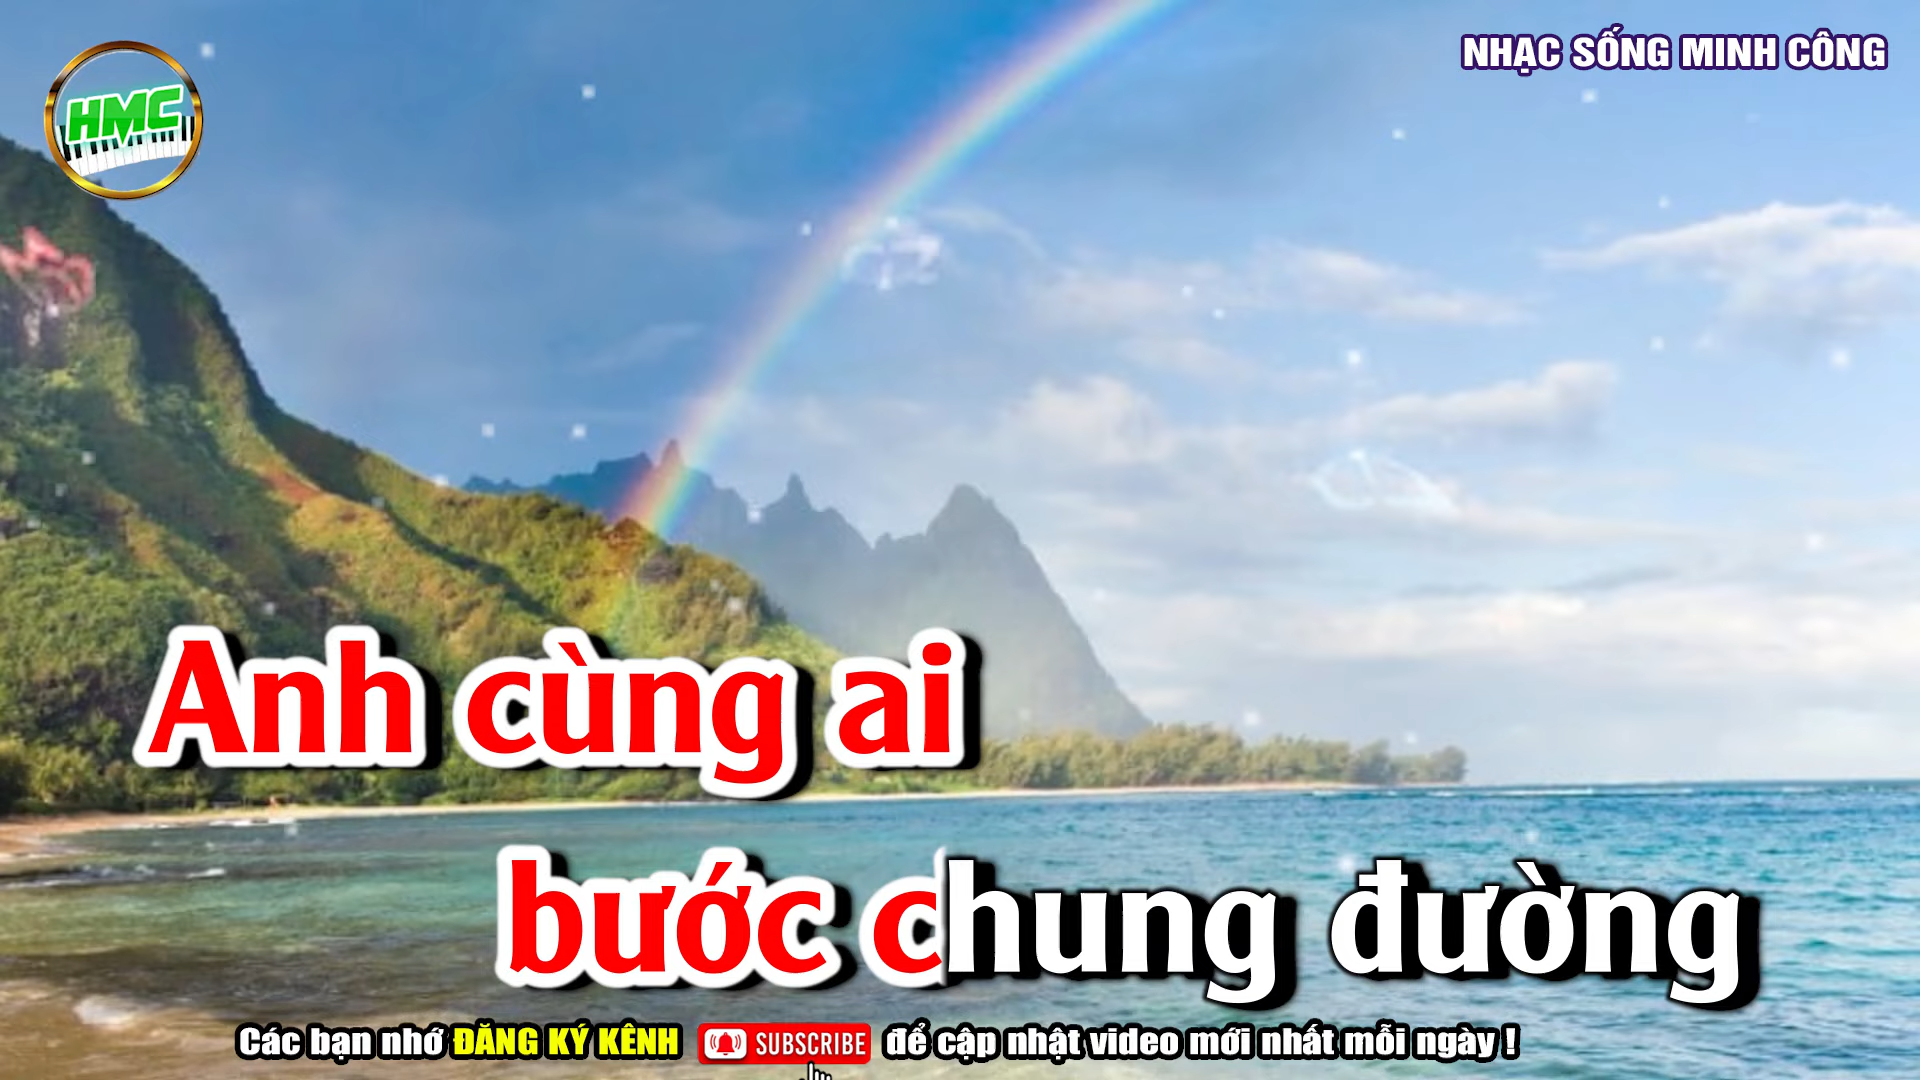 HMC
NHẠC SỐNG MINH CÔNG
Anh cùng ai
bước chung đường
Các bạn nhớ ĐĂNG KÝ KÊNH SUBSCRIBE để cập nhật video mới nhất mỗi ngày !